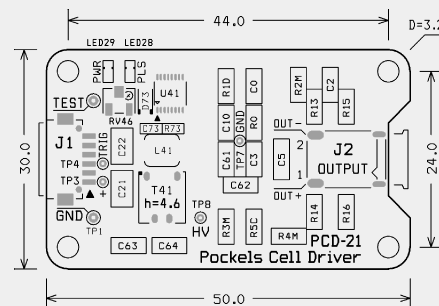 44.0
D=3.2
LED29 LED28
PWR
PLS
U41
TEST
RV46
D73
C73 R73
R1D
C0
R2M
C2
R13
R15
J1
TRIG
TP4
TP3
+
C22
C21
L41
C10
R0
GND
TP7
C61
C3
C62
C5
OUT-
2
1
OUT+
J2
OUTPUT
T41
h=4.6
GND
TP1
TP8
HV
R3M
R5C
R4M
R14
R16
C63
C64
PCD-21
Pockels Cell Driver
30.0
24.0
50.0